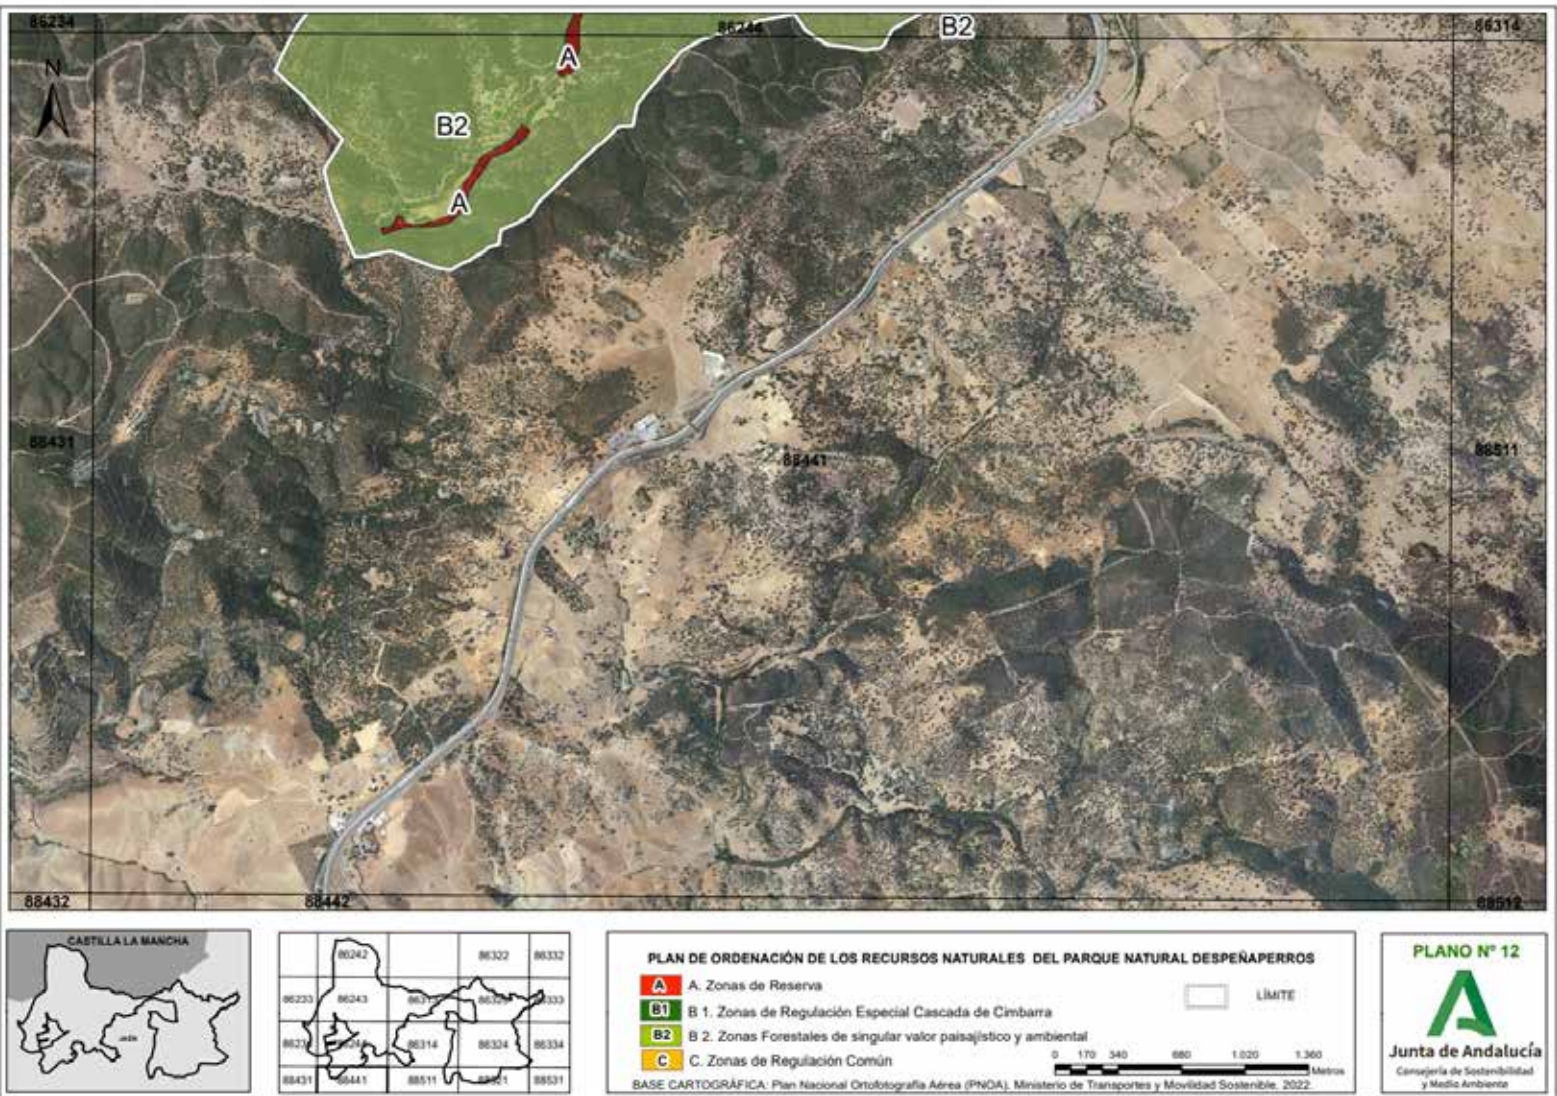 86234
86244
B2
86314
N
A
B2
A
88431
88441
88511
88432
88442
88512
CASTILLA LA MANCHA
JAÉN
86242 86322 86332
86233 86243
86314 86324 86334
88431 88441 88511 88531
PLAN DE ORDENACIÓN DE LOS RECURSOS NATURALES DEL PARQUE NATURAL DESPEÑAPERROS
A A. Zonas de Reserva
B1 B 1. Zonas de Regulación Especial Cascada de Cimbarra
B2 B 2. Zonas Forestales de singular valor paisajístico y ambiental
C C. Zonas de Regulación Común
LÍMITE
0 170 340 680 1.020 1.360
Metros
BASE CARTOGRÁFICA: Plan Nacional Ortofotografía Aérea (PNOA). Ministerio de Transportes y Movilidad Sostenible. 2022.
PLANO Nº 12
Junta de Andalucía
Consejería de Sostenibilidad
y Medio Ambiente